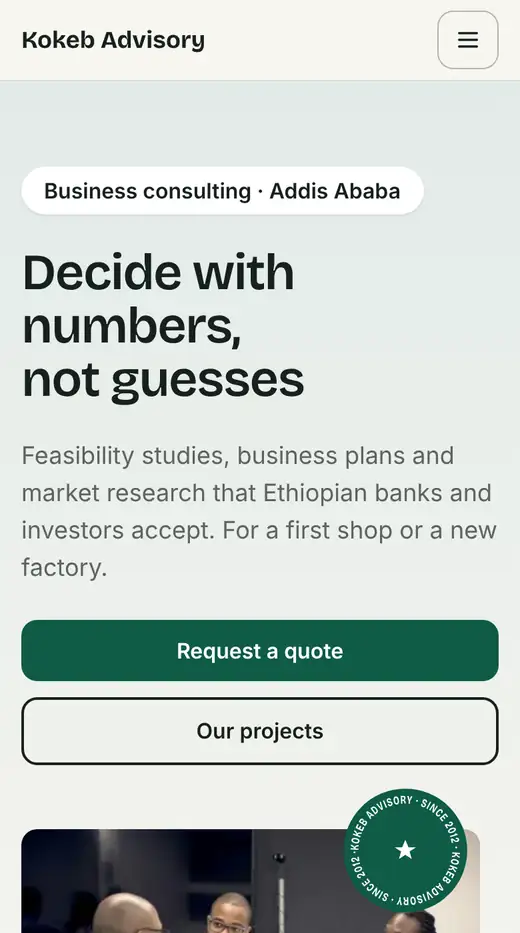 Kokeb Advisory
Business consulting · Addis Ababa
Decide with
numbers,
not guesses
Feasibility studies, business plans and
market research that Ethiopian banks and
investors accept. For a first shop or a new
factory.
Request a quote
Our projects
KOKEB ADVISORY · SINCE 2012 · KOKEB ADVISORY · SINCE 2012 ·